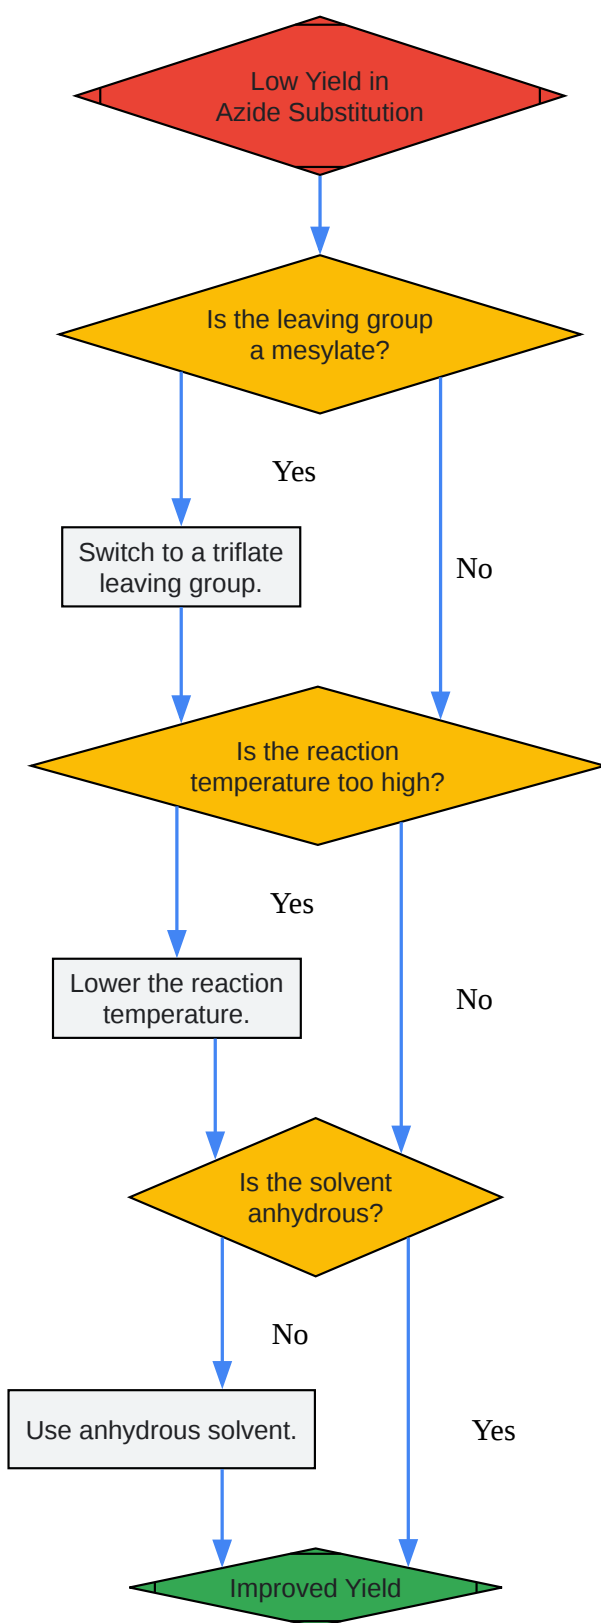 Low Yield in
Azide Substitution
Is the leaving group
a mesylate?
Yes
Switch to a triflate
leaving group.
No
Is the reaction
temperature too high?
Yes
Lower the reaction
temperature.
No
Is the solvent
anhydrous?
No
Use anhydrous solvent.
Yes
Improved Yield